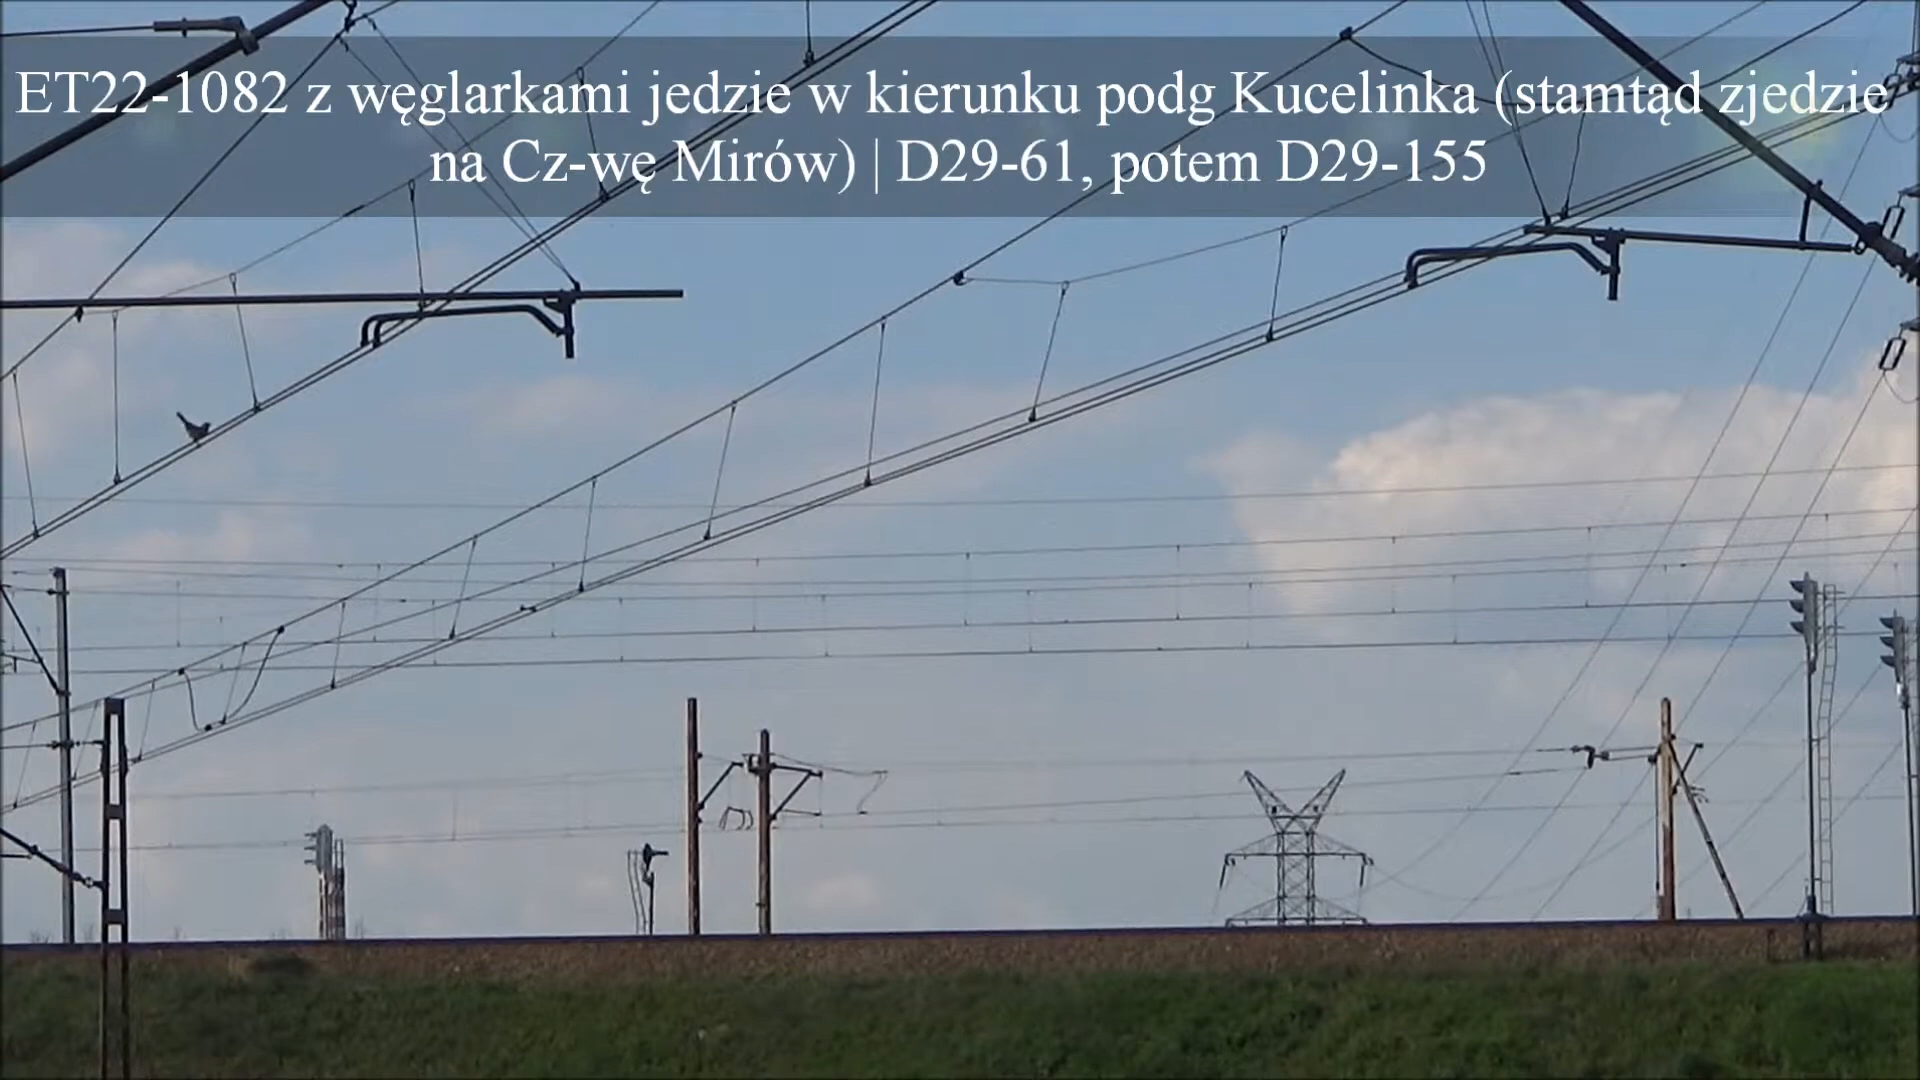 ET22-1082 z węglarkami jedzie w kierunku podg Kucelinka (stamtąd zjedzie
na Cz-wę Mirów) | D29-61, potem D29-155